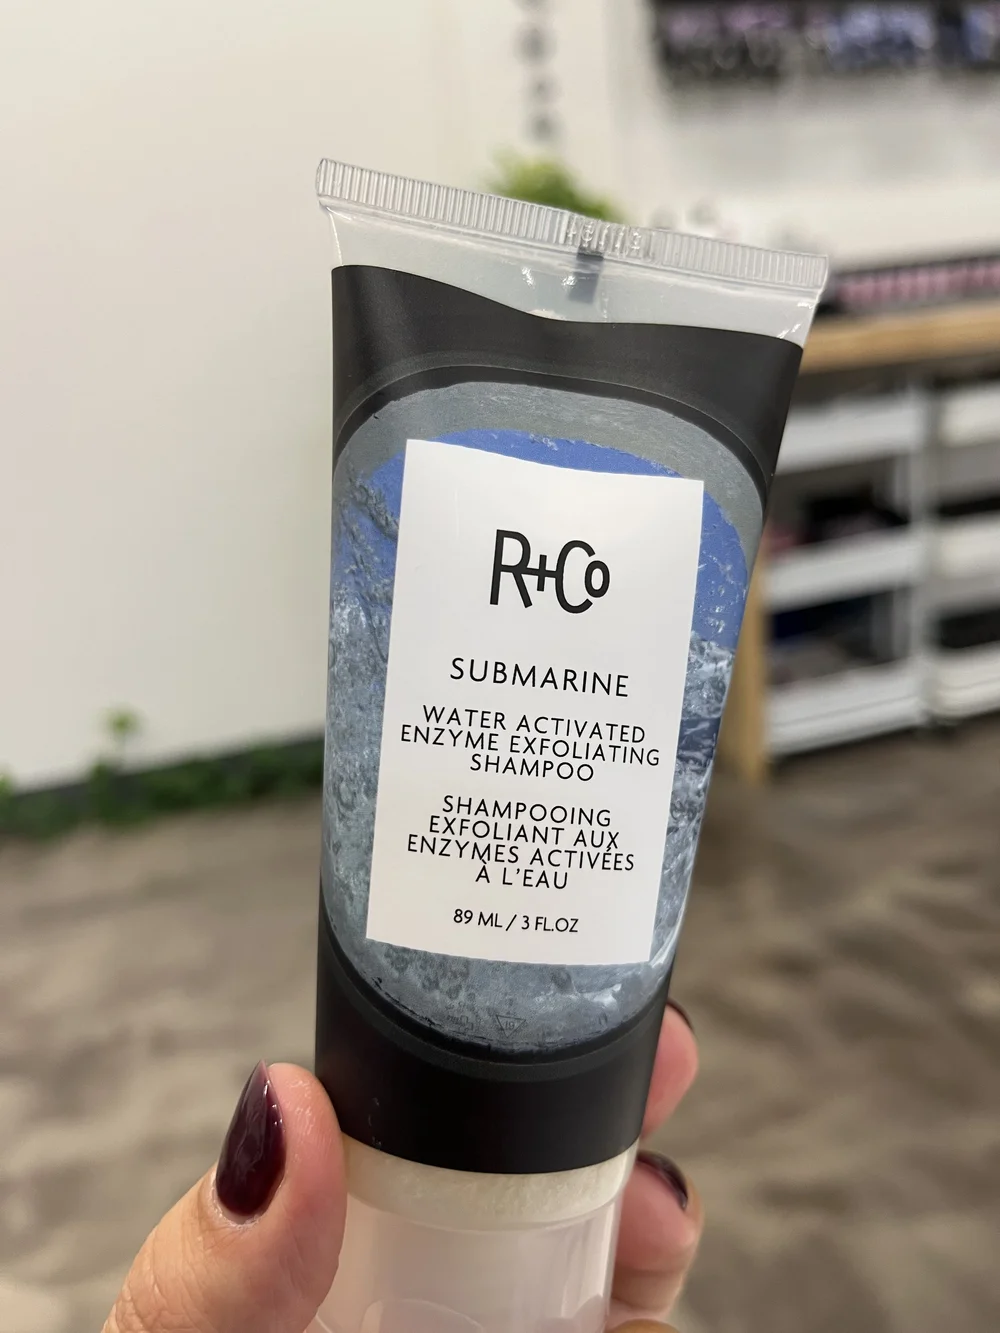 R+Co
SUBMARINE
WATER ACTIVATED
ENZYME EXFOLIATING
SHAMPOO
SHAMPOOING
EXFOLIANT AUX
ENZYMES ACTIVÉES
À L'EAU
89 ML / 3 FL.OZ